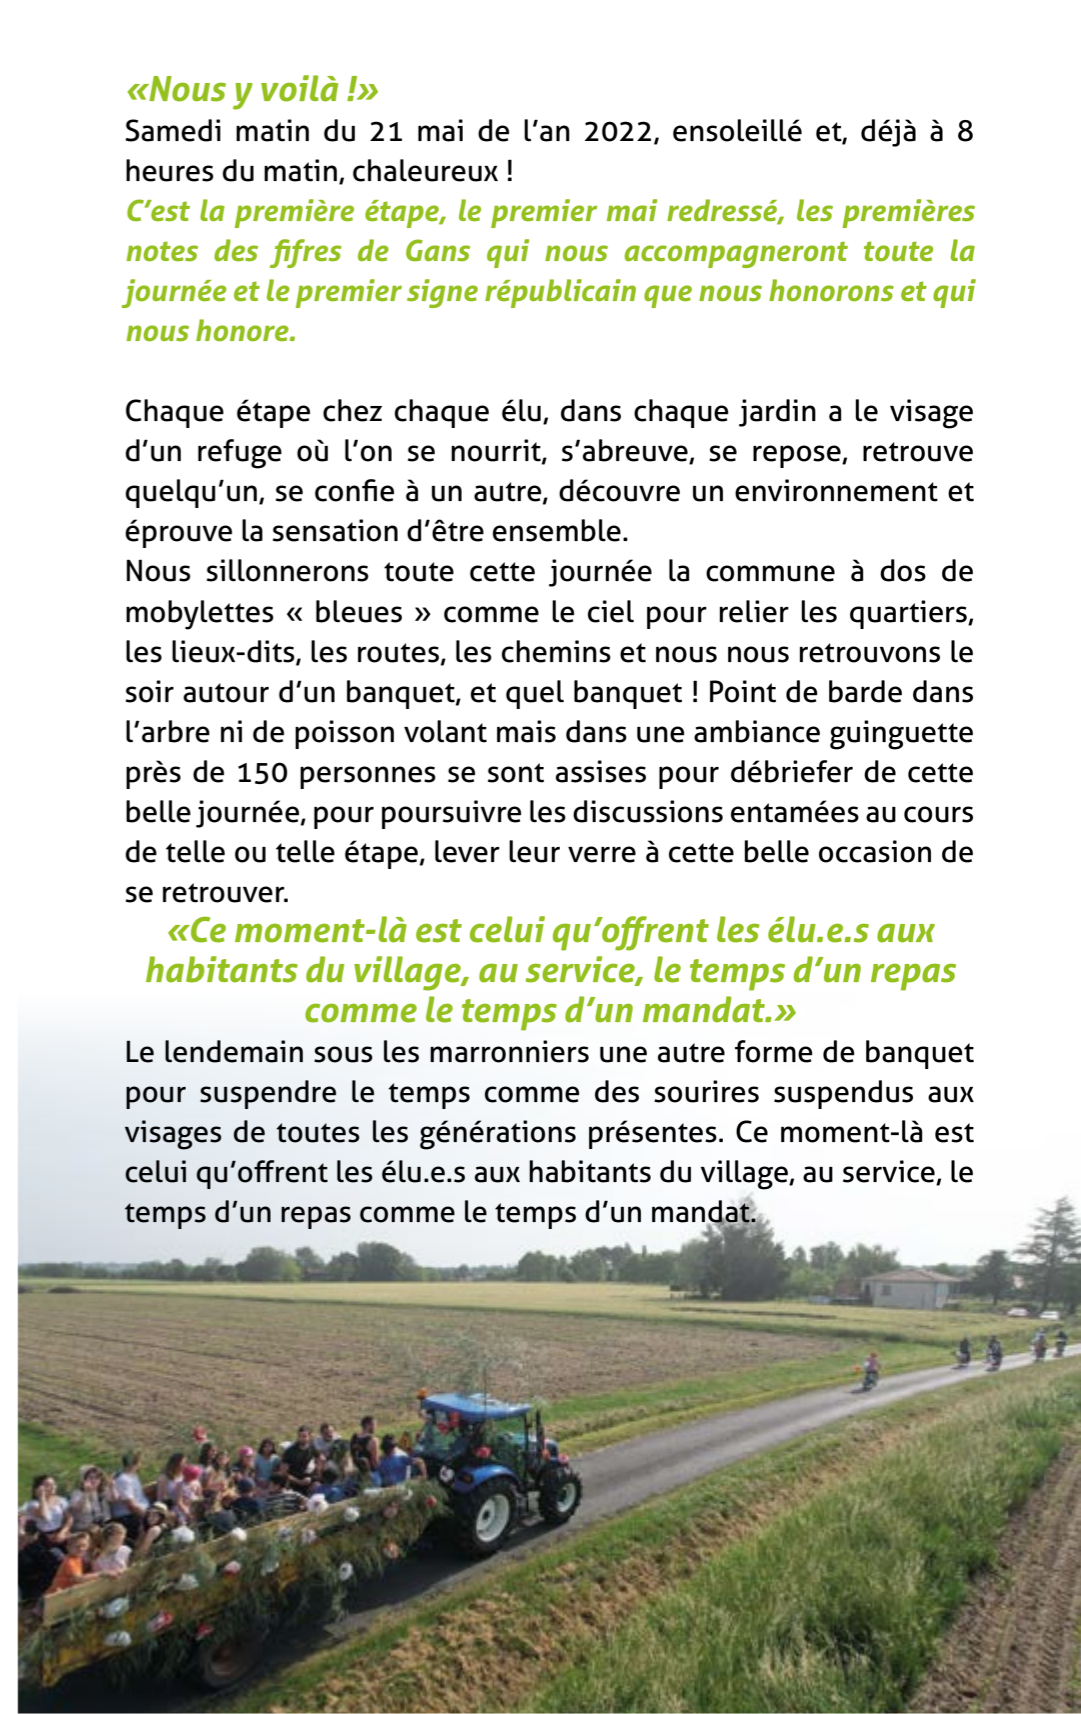 «Nous y voilà !»
Samedi matin du 21 mai de l’an 2022, ensoleillé et, déjà à 8
heures du matin, chaleureux !
C’est la première étape, le premier mai redressé, les premières
notes des fifres de Gans qui nous accompagneront toute la
journée et le premier signe républicain que nous honorons et qui
nous honore.
Chaque étape chez chaque élu, dans chaque jardin a le visage
d’un refuge où l’on se nourrit, s’abreuve, se repose, retrouve
quelqu’un, se confie à un autre, découvre un environnement et
éprouve la sensation d’être ensemble.
Nous sillonnerons toute cette journée la commune à dos de
mobylettes « bleues » comme le ciel pour relier les quartiers,
les lieux-dits, les routes, les chemins et nous nous retrouvons le
soir autour d’un banquet, et quel banquet ! Point de barde dans
l’arbre ni de poisson volant mais dans une ambiance guinguette
près de 150 personnes se sont assises pour débriefer de cette
belle journée, pour poursuivre les discussions entamées au cours
de telle ou telle étape, lever leur verre à cette belle occasion de
se retrouver.
«Ce moment-là est celui qu’offrent les élu.e.s aux
habitants du village, au service, le temps d’un repas
comme le temps d’un mandat.»
Le lendemain sous les marronniers une autre forme de banquet
pour suspendre le temps comme des sourires suspendus aux
visages de toutes les générations présentes. Ce moment-là est
celui qu’offrent les élu.e.s aux habitants du village, au service, le
temps d’un repas comme le temps d’un mandat.